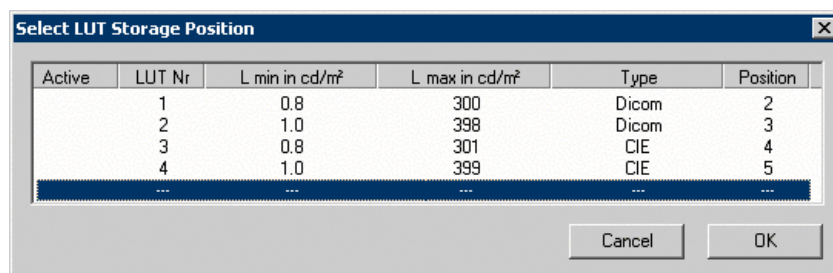 Select LUT Storage Position
Active LUT Nr L min in cd/m² L max in cd/m² Type Position
1 0.8 300 Dicom 2
2 1.0 398 Dicom 3
3 0.8 301 CIE 4
4 1.0 399 CIE 5
--- --- --- --- ---
Cancel OK